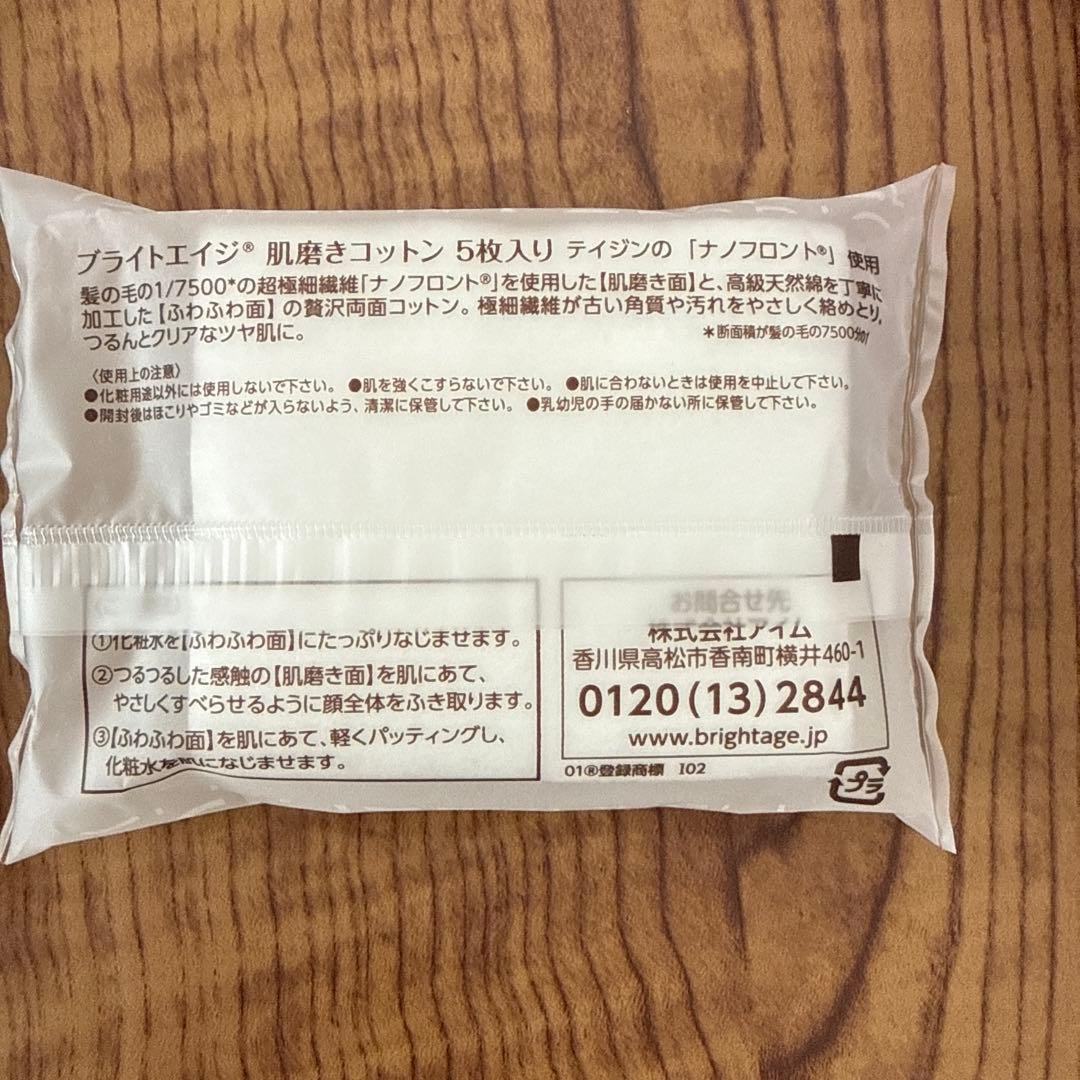 ブライトエイジ® 肌磨きコットン 5枚入り テイジンの「ナノフロント®」使用
髪の毛の1/7500*の超極細繊維「ナノフロント®」を使用した【肌磨き面】と、高級天然綿を丁寧に
加工した【ふわふわ面】の贅沢両面コットン。極細繊維が古い角質や汚れをやさしく絡めとり、
つるんとクリアなツヤ肌に。
＊断面積が髪の毛の7500分の1
〈使用上の注意〉
●化粧用途以外には使用しないで下さい。 ●肌を強くこすらないで下さい。 ●肌に合わないときは使用を中止して下さい。
●開封後はほこりやゴミなどが入らないよう、清潔に保管して下さい。 ●乳幼児の手の届かない所に保管して下さい。
①化粧水を【ふわふわ面】にたっぷりなじませます。
②つるつるした感触の【肌磨き面】を肌にあて、
やさしくすべらせるように顔全体をふき取ります。
③【ふわふわ面】を肌にあて、軽くパッティングし、
化粧水を肌になじませます。
お問合せ先
株式会社アイム
香川県高松市香南町横井460-1
0120(13)2844
www.brightage.jp
01®登録商標 I02
プラ